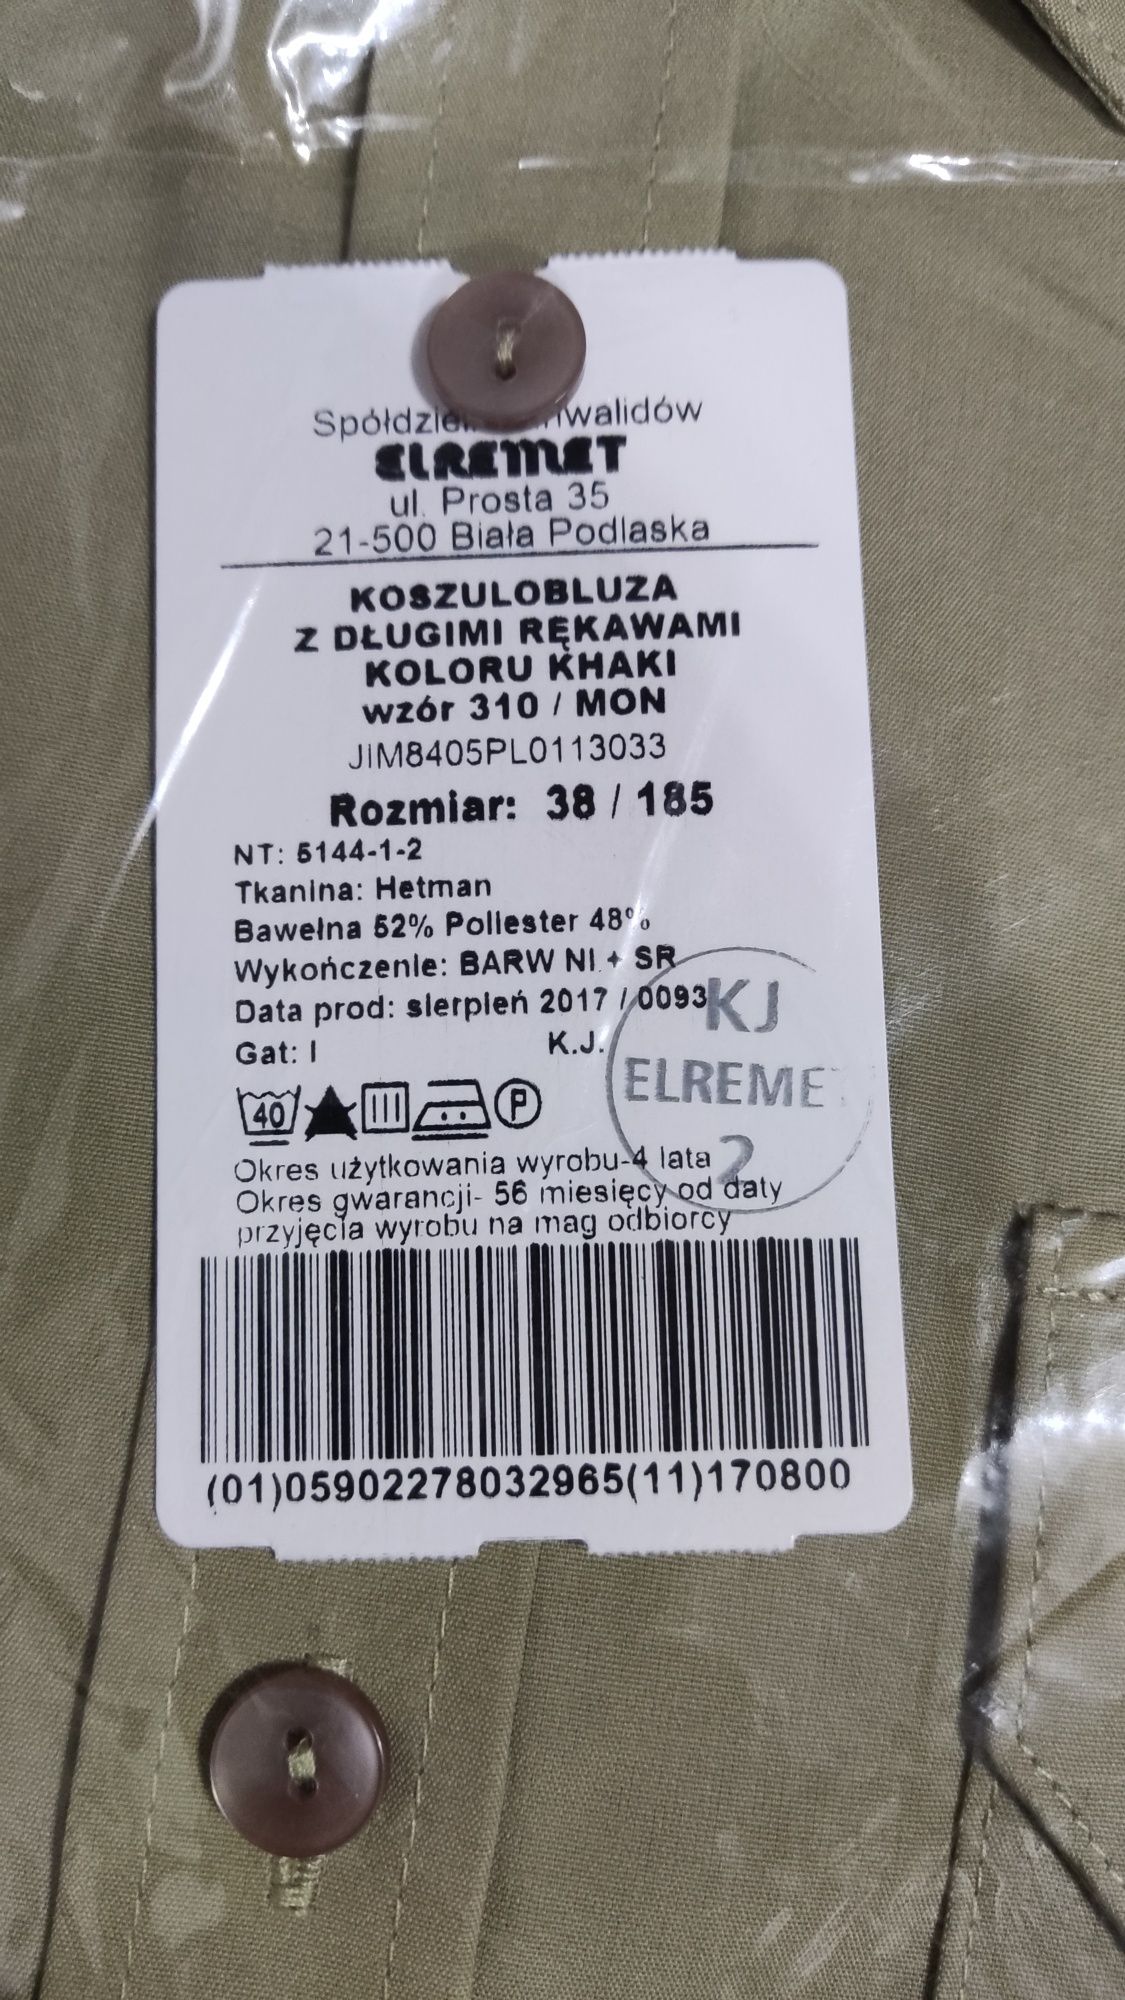 Spółdzie nwalidów
ELREMET
ul. Prosta 35
21-500 Biała Podlaska
KOSZULOBLUZA
Z DŁUGIMI RĘKAWAMI
KOLORU KHAKI
wzór 310 / MON
JIM8405PL0113033
Rozmiar: 38 / 185
NT: 5144-1-2
Tkanina: Hetman
Bawełna 52% Poliester 48%
Wykończenie: BARW NI + SR
Data prod: sierpień 2017 / 0093
KJ
Gat: I K.J.
ELREME
40 P
2
Okres użytkowania wyrobu-4 lata
Okres gwarancji- 56 miesięcy od daty
przyjęcia wyrobu na mag odbiorcy
(01)05902278032965(11)170800